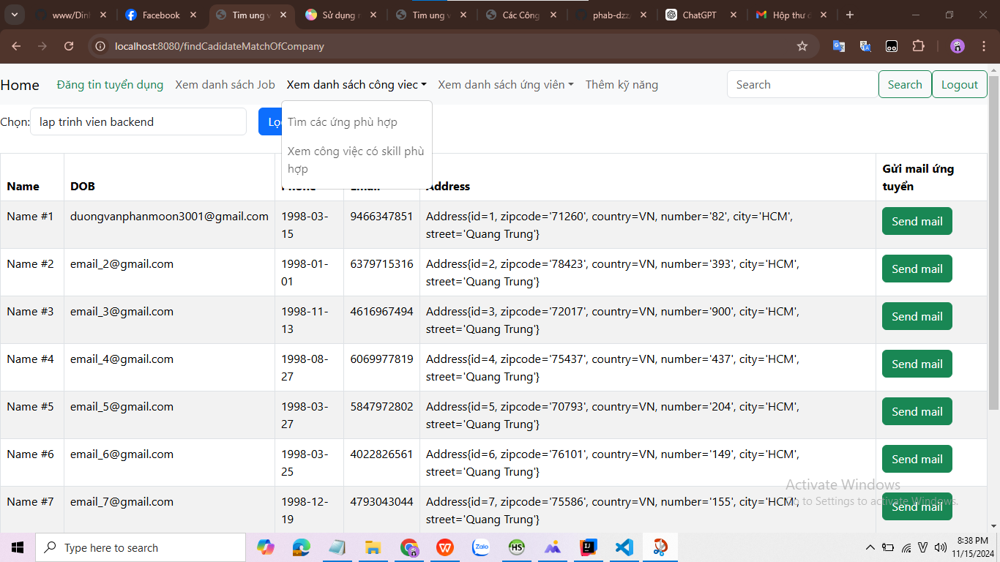 www/Dinh
Facebook
Tim ung v
Sử dụng n
Tim ung v
Các Công
phab-dzz/
ChatGPT
Hộp thư đ
localhost:8080/findCadidateMatchOfCompany
Home Đăng tin tuyển dụng Xem danh sách Job Xem danh sách công viec Xem danh sách ứng viên Thêm kỹ năng Search Search Logout
Chọn: lap trinh vien backend
Tìm các ứng phù hợp
Xem công việc có skill phù
hợp
Gửi mail ứng
tuyển
Name DOB Phone Email Address
Name #1 duongvanphanmoon3001@gmail.com 1998-03- 9466347851 Address{id=1, zipcode='71260', country=VN, number='82', city='HCM', Send mail
15 street='Quang Trung'}
Name #2 email_2@gmail.com 1998-01- 6379715316 Address{id=2, zipcode='78423', country=VN, number='393', city='HCM', Send mail
01 street='Quang Trung'}
Name #3 email_3@gmail.com 1998-11- 4616967494 Address{id=3, zipcode='72017', country=VN, number='900', city='HCM', Send mail
13 street='Quang Trung'}
Name #4 email_4@gmail.com 1998-08- 6069977819 Address{id=4, zipcode='75437', country=VN, number='437', city='HCM', Send mail
27 street='Quang Trung'}
Name #5 email_5@gmail.com 1998-03- 5847972802 Address{id=5, zipcode='70793', country=VN, number='204', city='HCM', Send mail
27 street='Quang Trung'}
Name #6 email_6@gmail.com 1998-03- 4022826561 Address{id=6, zipcode='76101', country=VN, number='149', city='HCM', Send mail
25 street='Quang Trung'}
Name #7 email_7@gmail.com 1998-12- 4793043044 Address{id=7, zipcode='75586', country=VN, number='155', city='HCM', Send mail
19 street='Quang Trung'}
Activate Windows
Go to Settings to activate Windows.
Type here to search
Zalo
HS
8:38 PM
11/15/2024